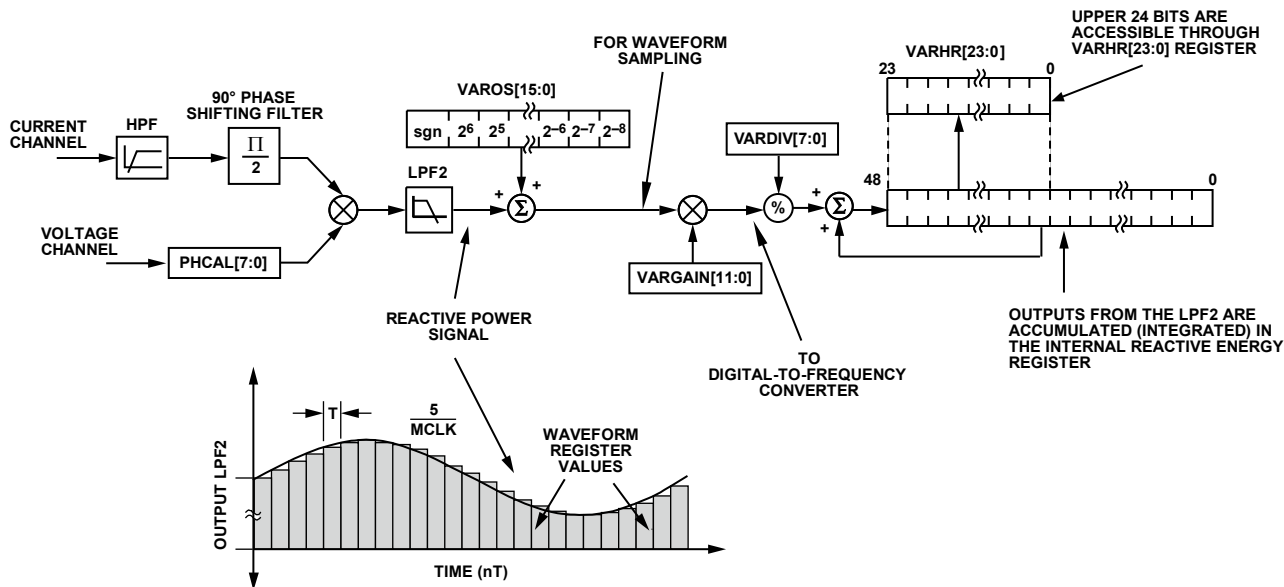 UPPER 24 BITS ARE
ACCESSIBLE THROUGH
VARHR[23:0] REGISTER
FOR WAVEFORM
SAMPLING
VARHR[23:0]
23
0
90° PHASE
SHIFTING FILTER
VAROS[15:0]
CURRENT
CHANNEL
HPF
Π
2
sgn 2⁶ 2⁵ 2⁻⁶ 2⁻⁷ 2⁻⁸
VARDIV[7:0]
LPF2
+
+
Σ
%
+
+
Σ
48
0
VOLTAGE
CHANNEL
PHCAL[7:0]
VARGAIN[11:0]
REACTIVE POWER
SIGNAL
TO
DIGITAL-TO-FREQUENCY
CONVERTER
OUTPUTS FROM THE LPF2 ARE
ACCUMULATED (INTEGRATED) IN
THE INTERNAL REACTIVE ENERGY
REGISTER
OUTPUT LPF2
T
5
MCLK
WAVEFORM
REGISTER
VALUES
TIME (nT)